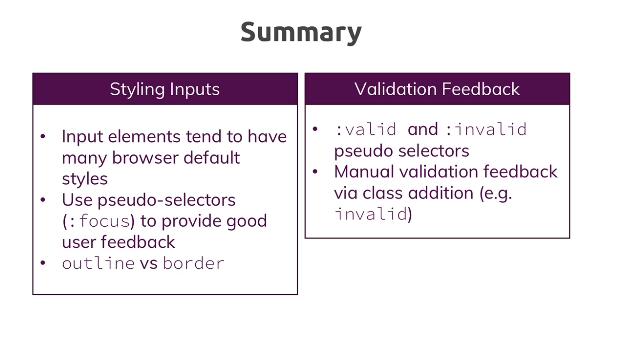 Summary
Styling Inputs
• Input elements tend to have
many browser default
styles
• Use pseudo-selectors
(:focus) to provide good
user feedback
• outline vs border
Validation Feedback
• :valid and :invalid
pseudo selectors
• Manual validation feedback
via class addition (e.g.
invalid)